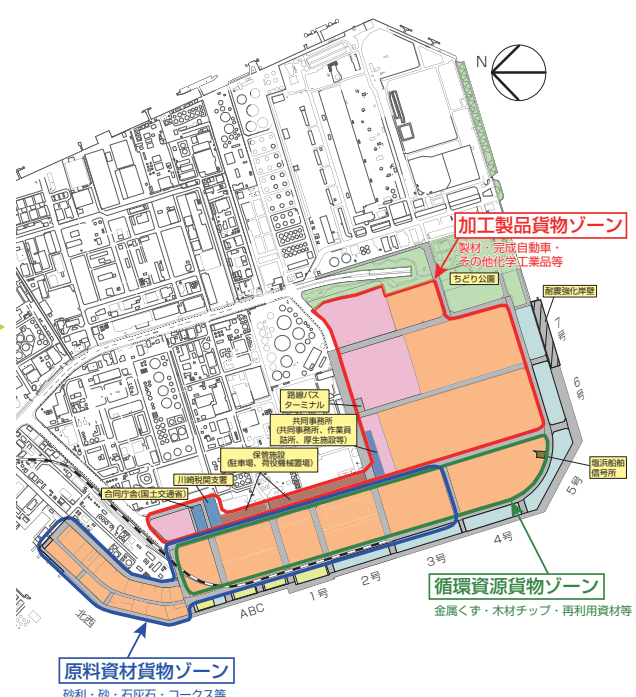 N
加工製品貨物ゾーン
製材・完成自動車・
その他化学工業品等
ちどり公園
耐震強化岸壁
7号
6号
路線バス
ターミナル
共同事務所
(共同事務所、作業員
詰所、厚生施設等)
保管施設
(駐車場、荷役機械置場)
川崎税関支署
合同庁舎(国土交通省)
塩浜船舶
信号所
5号
4号
3号
2号
1号
ABC
北西
循環資源貨物ゾーン
金属くず・木材チップ・再利用資材等
原料資材貨物ゾーン
砂利・砂・石灰石・コークス等